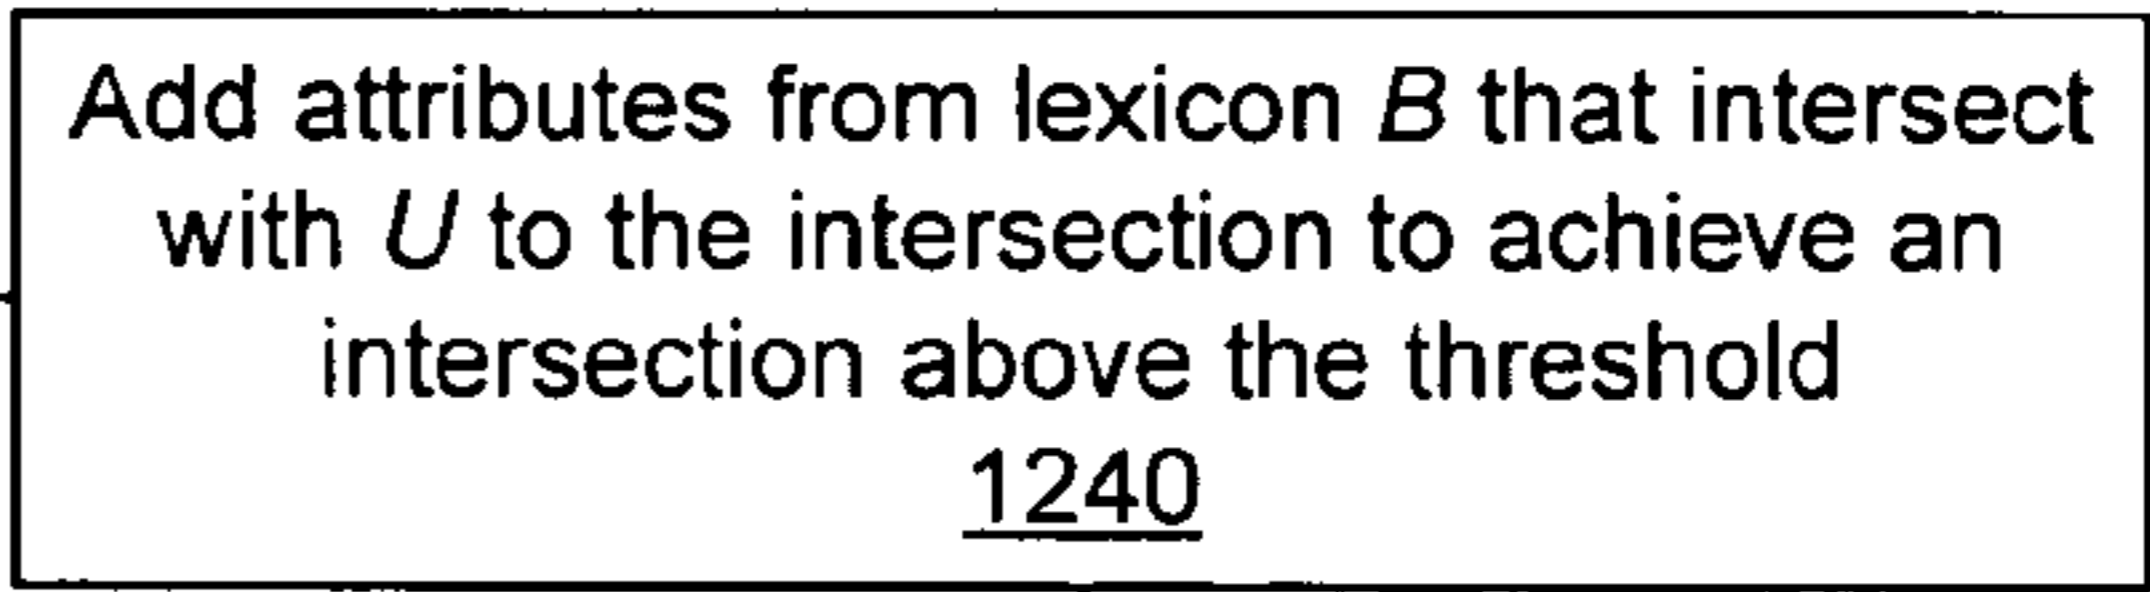 Add attributes from lexicon B that intersect
with U to the intersection to achieve an
intersection above the threshold
1240